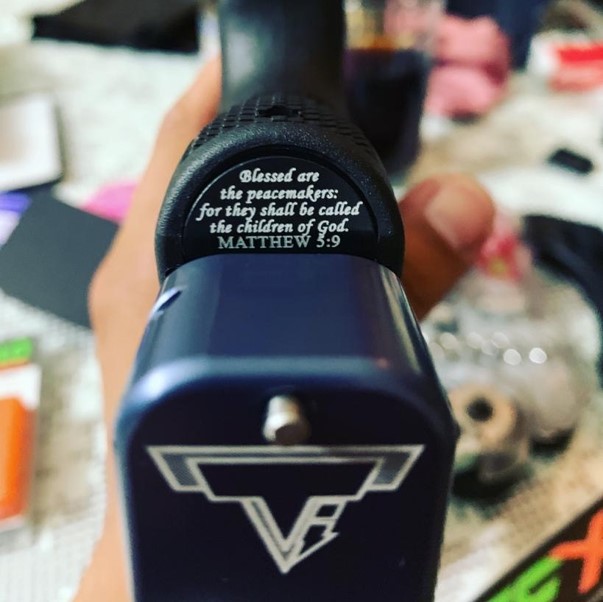 Blessed are
the peacemakers:
for they shall be called
the children of God.
MATTHEW 5:9